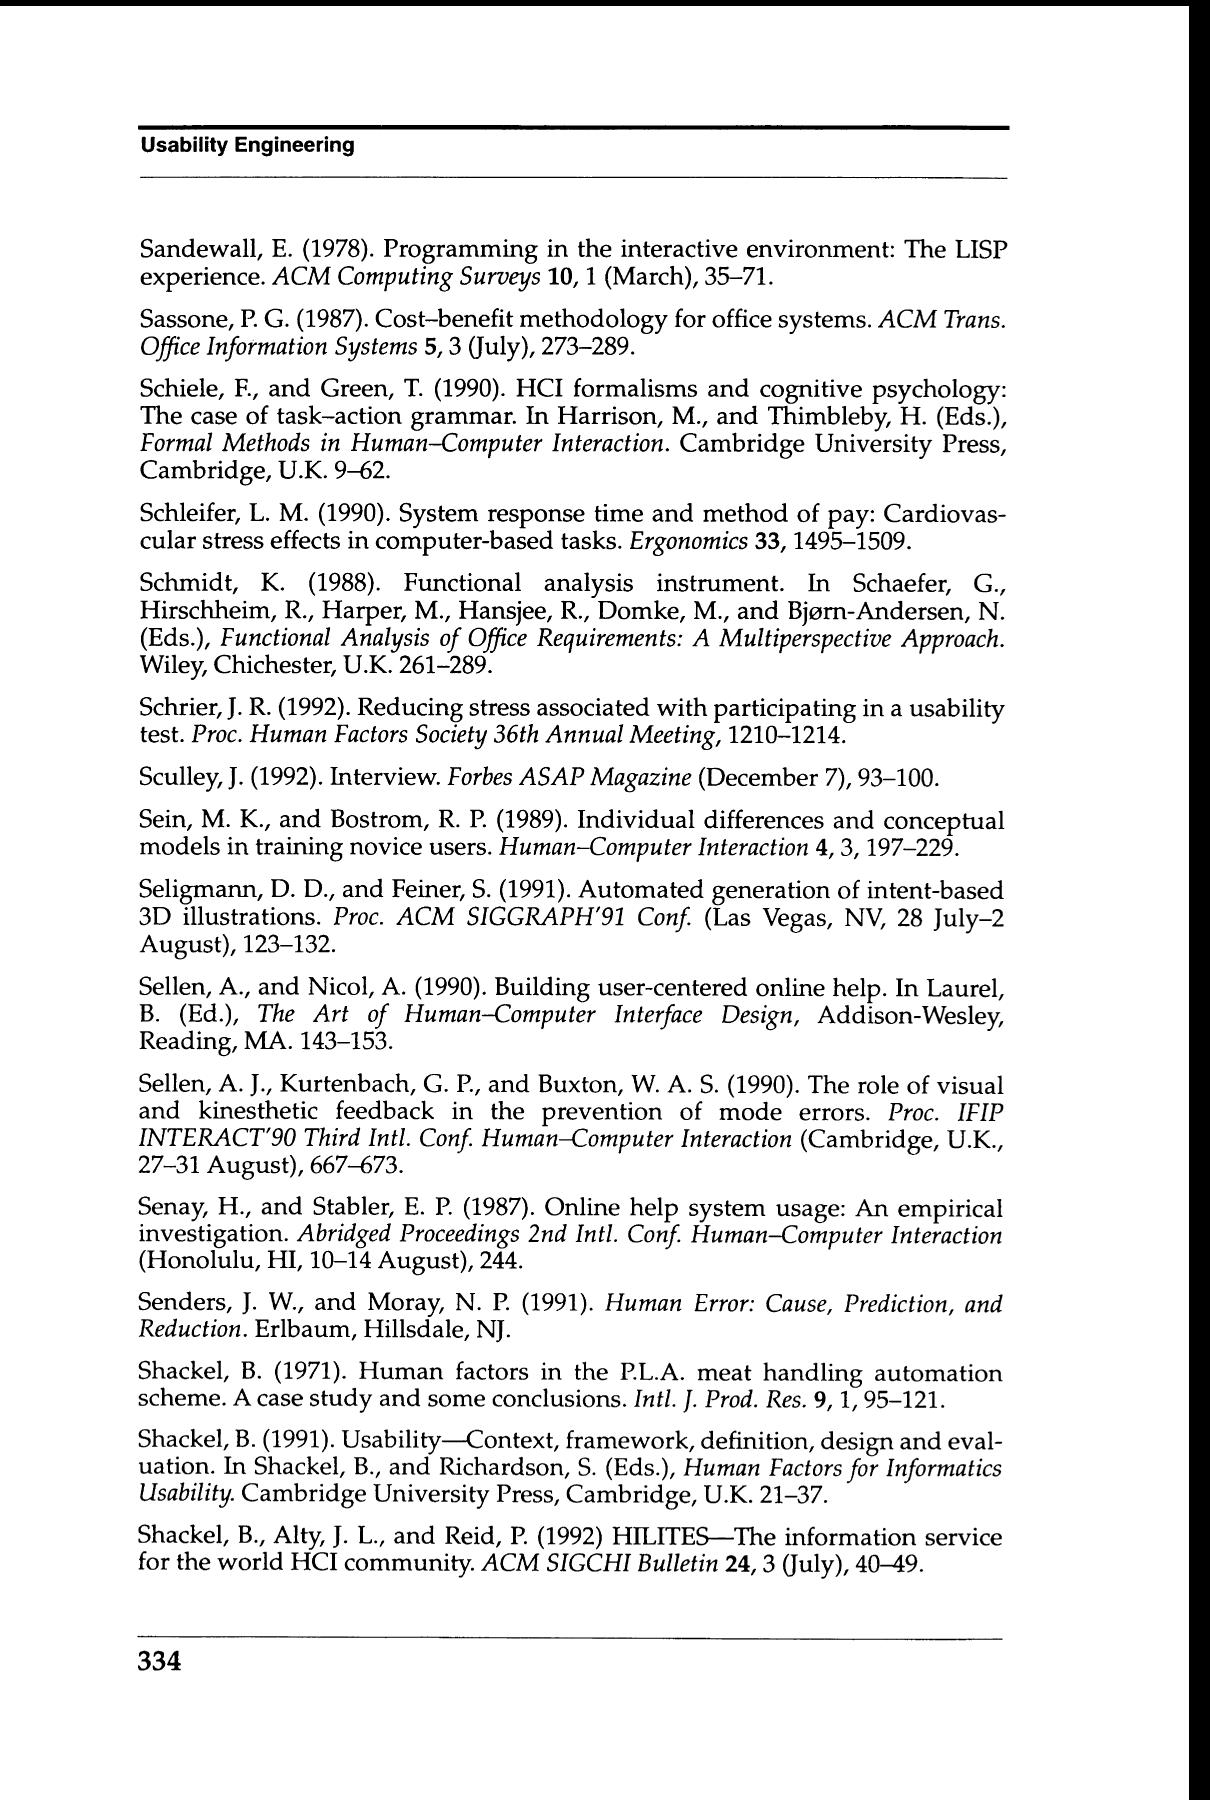 Usability Engineering
Sandewall, E. (1978). Programming in the interactive environment: The LISP
experience. ACM Computing Surveys 10, 1 (March), 35–71.
Sassone, P. G. (1987). Cost–benefit methodology for office systems. ACM Trans.
Office Information Systems 5, 3 (July), 273–289.
Schiele, F., and Green, T. (1990). HCI formalisms and cognitive psychology:
The case of task–action grammar. In Harrison, M., and Thimbleby, H. (Eds.),
Formal Methods in Human–Computer Interaction. Cambridge University Press,
Cambridge, U.K. 9–62.
Schleifer, L. M. (1990). System response time and method of pay: Cardiovas-
cular stress effects in computer-based tasks. Ergonomics 33, 1495–1509.
Schmidt, K. (1988). Functional analysis instrument. In Schaefer, G.,
Hirschheim, R., Harper, M., Hansjee, R., Domke, M., and Bjørn-Andersen, N.
(Eds.), Functional Analysis of Office Requirements: A Multiperspective Approach.
Wiley, Chichester, U.K. 261–289.
Schrier, J. R. (1992). Reducing stress associated with participating in a usability
test. Proc. Human Factors Society 36th Annual Meeting, 1210–1214.
Sculley, J. (1992). Interview. Forbes ASAP Magazine (December 7), 93–100.
Sein, M. K., and Bostrom, R. P. (1989). Individual differences and conceptual
models in training novice users. Human–Computer Interaction 4, 3, 197–229.
Seligmann, D. D., and Feiner, S. (1991). Automated generation of intent-based
3D illustrations. Proc. ACM SIGGRAPH'91 Conf. (Las Vegas, NV, 28 July–2
August), 123–132.
Sellen, A., and Nicol, A. (1990). Building user-centered online help. In Laurel,
B. (Ed.), The Art of Human–Computer Interface Design, Addison-Wesley,
Reading, MA. 143–153.
Sellen, A. J., Kurtenbach, G. P., and Buxton, W. A. S. (1990). The role of visual
and kinesthetic feedback in the prevention of mode errors. Proc. IFIP
INTERACT'90 Third Intl. Conf. Human–Computer Interaction (Cambridge, U.K.,
27–31 August), 667–673.
Senay, H., and Stabler, E. P. (1987). Online help system usage: An empirical
investigation. Abridged Proceedings 2nd Intl. Conf. Human–Computer Interaction
(Honolulu, HI, 10–14 August), 244.
Senders, J. W., and Moray, N. P. (1991). Human Error: Cause, Prediction, and
Reduction. Erlbaum, Hillsdale, NJ.
Shackel, B. (1971). Human factors in the P.L.A. meat handling automation
scheme. A case study and some conclusions. Intl. J. Prod. Res. 9, 1, 95–121.
Shackel, B. (1991). Usability—Context, framework, definition, design and eval-
uation. In Shackel, B., and Richardson, S. (Eds.), Human Factors for Informatics
Usability. Cambridge University Press, Cambridge, U.K. 21–37.
Shackel, B., Alty, J. L., and Reid, P. (1992) HILITES—The information service
for the world HCI community. ACM SIGCHI Bulletin 24, 3 (July), 40–49.
334